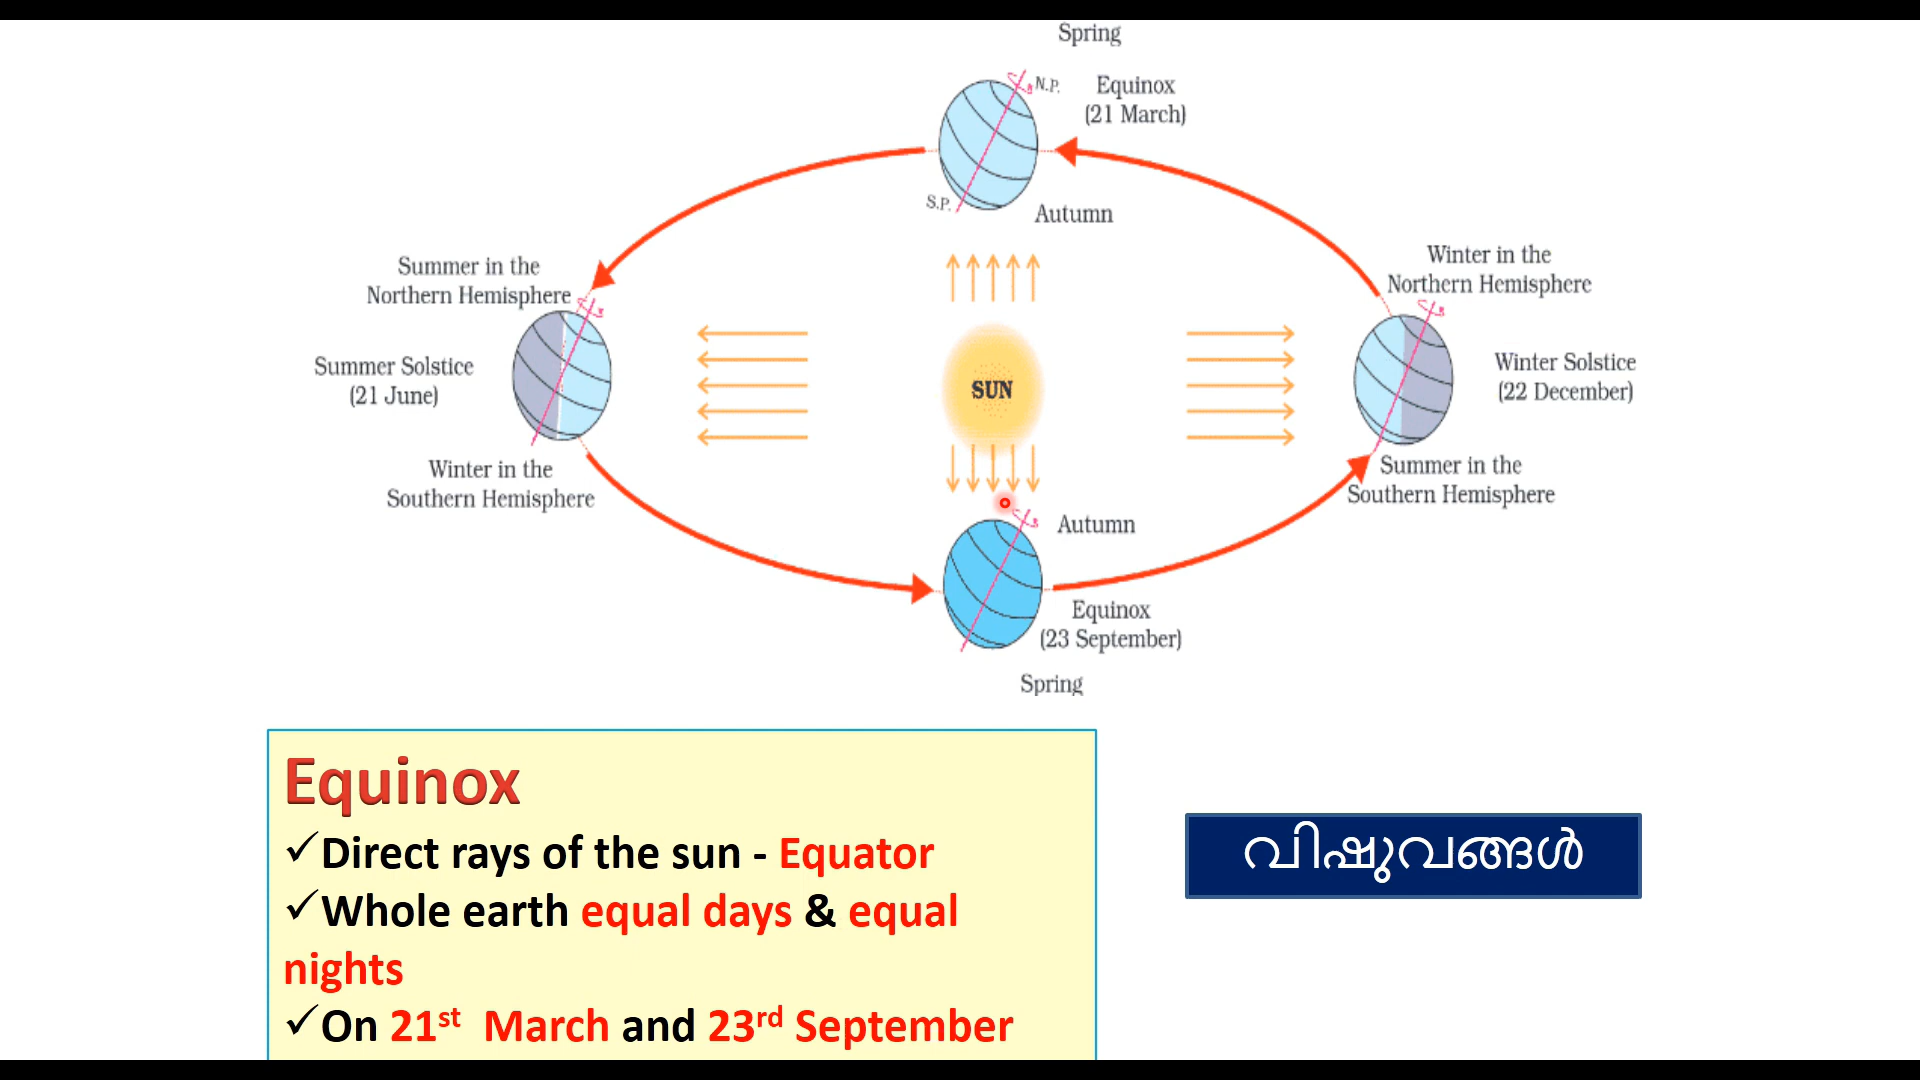 Spring
N.P.
Equinox
(21 March)
S.P.
Autumn
Summer in the
Northern Hemisphere
Winter in the
Northern Hemisphere
Summer Solstice
(21 June)
SUN
Winter Solstice
(22 December)
Winter in the
Southern Hemisphere
Summer in the
Southern Hemisphere
Autumn
Equinox
(23 September)
Spring
Equinox
✓Direct rays of the sun - Equator
✓Whole earth equal days & equal
nights
✓On 21st March and 23rd September
വിഷുവങ്ങൾ